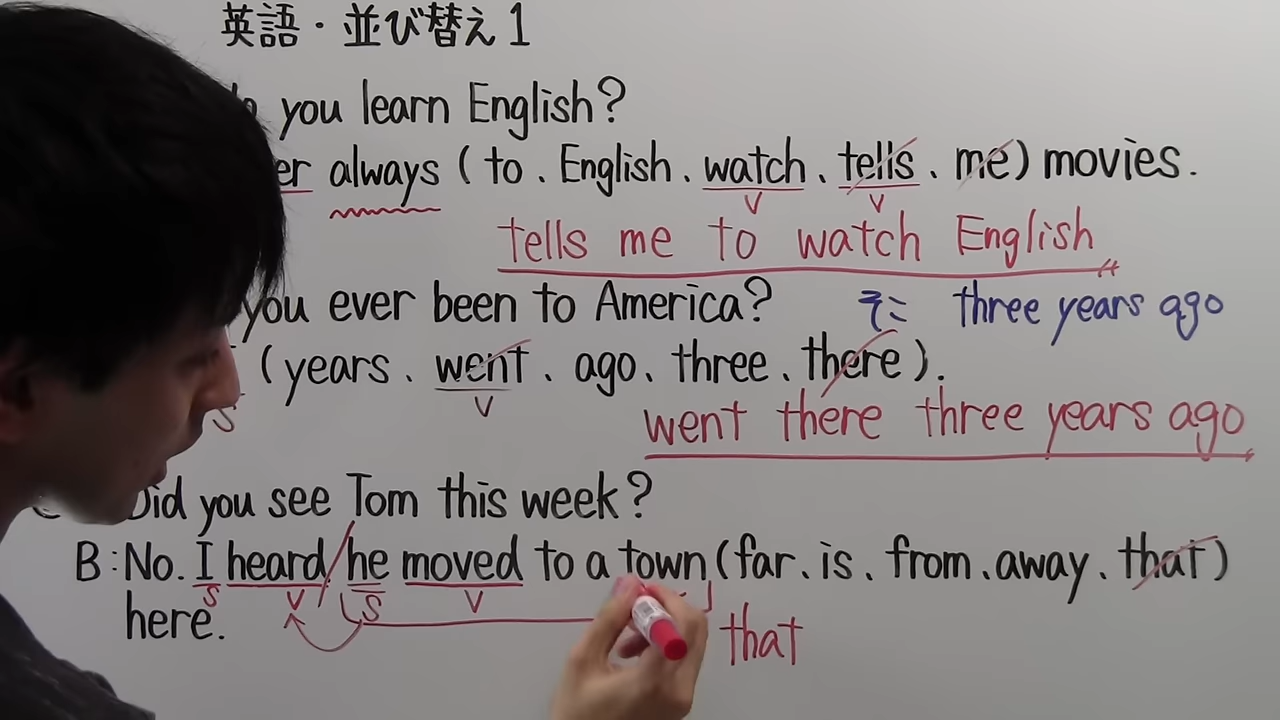 英語・並び替え1
you learn English?
er always (to . English . watch . tells . me) movies.
V V
tells me to watch English
you ever been to America? そこ three years ago
(years . went . ago . three . there).
S V
went there three years ago
Did you see Tom this week?
B:No. I heard/he moved to a town (far . is . from . away . that)
S V S V
here. that